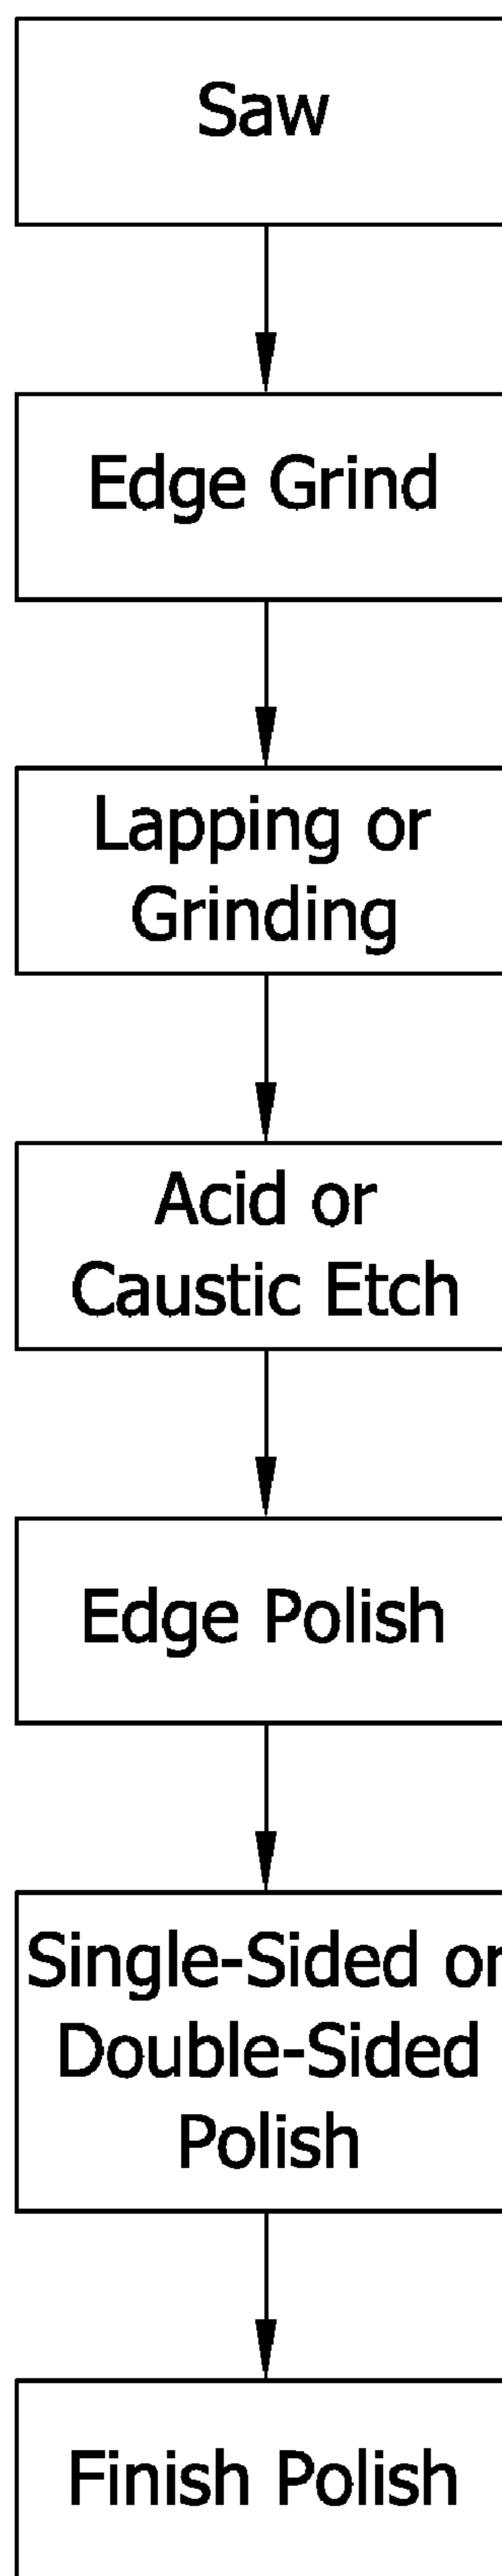 Saw
Edge Grind
Lapping or
Grinding
Acid or
Caustic Etch
Edge Polish
Single-Sided or
Double-Sided
Polish
Finish Polish